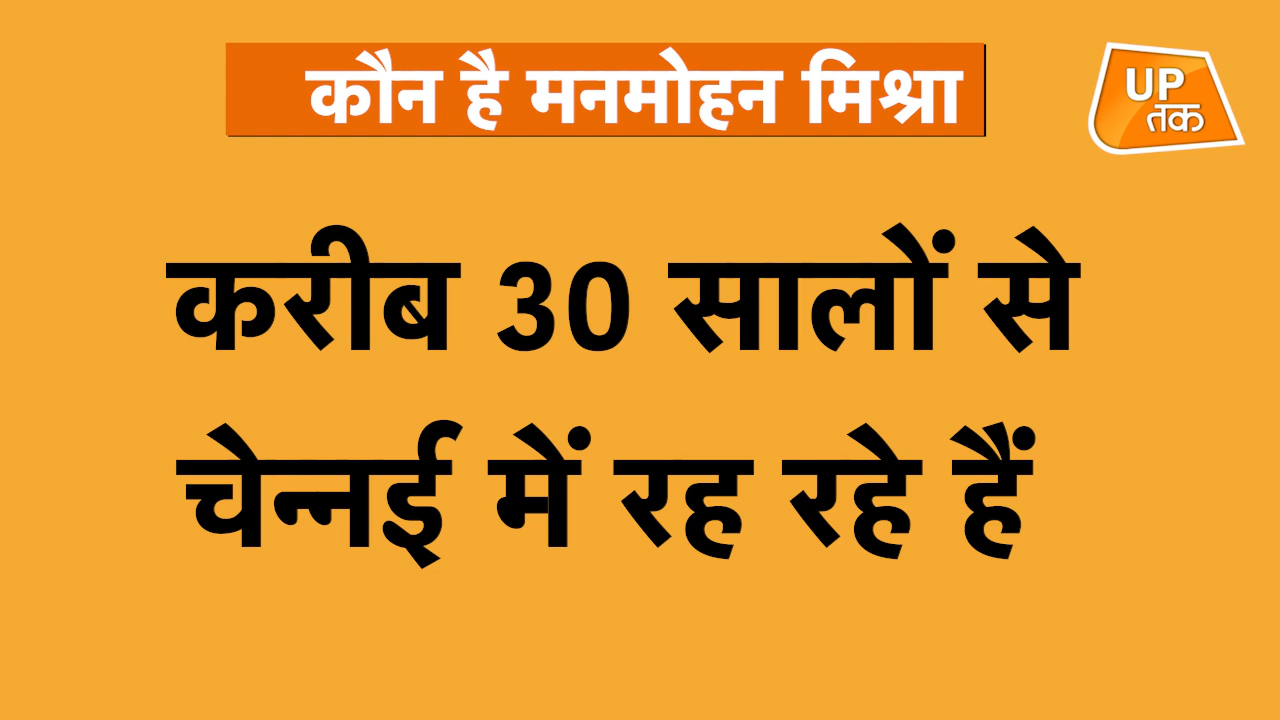 कौन है मनमोहन मिश्रा
UP
तक
करीब 30 सालों से
चेन्नई में रह रहे हैं